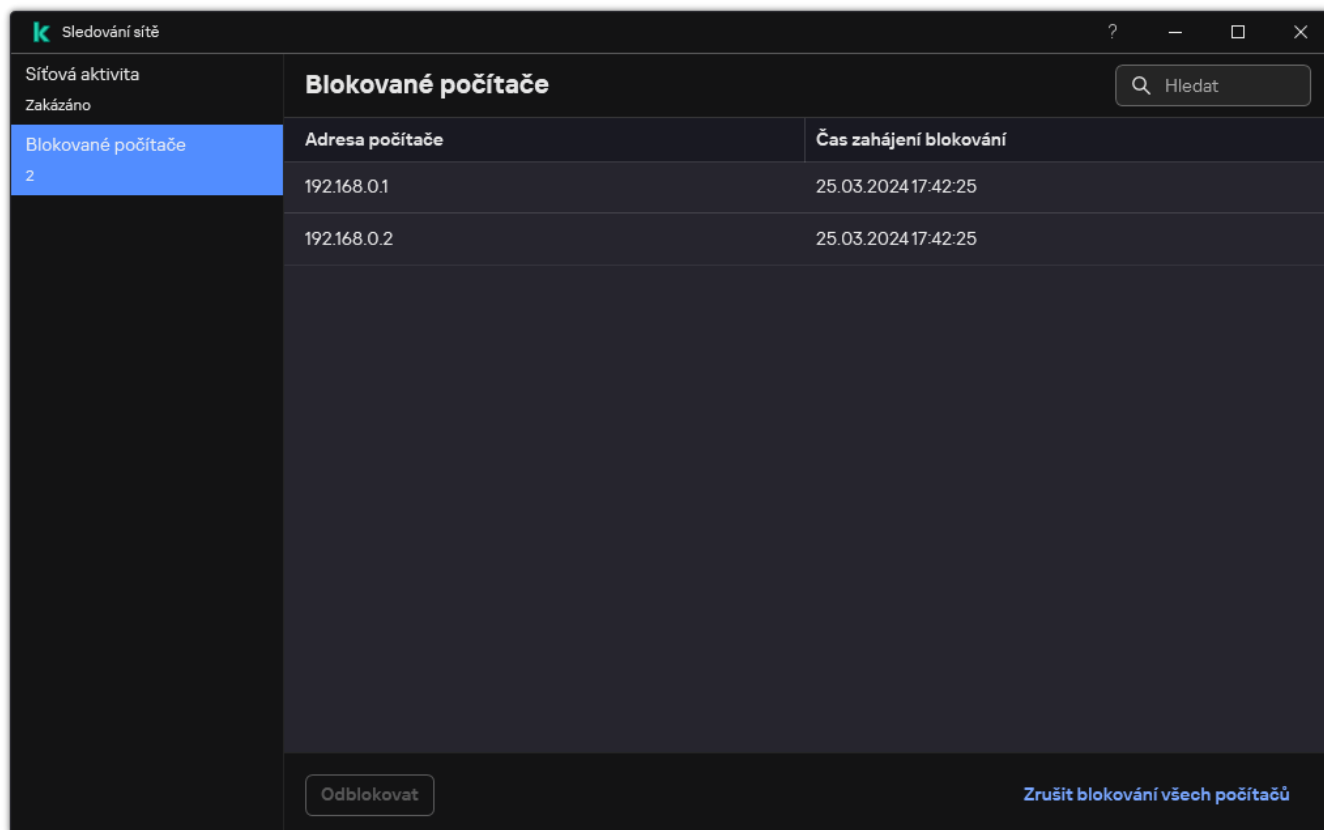 Sledování sítě
?
Síťová aktivita
Zakázáno
Blokované počítače
2
Blokované počítače
Hledat
Adresa počítače Čas zahájení blokování
192.168.0.1 25.03.2024 17:42:25
192.168.0.2 25.03.2024 17:42:25
Odblokovat
Zrušit blokování všech počítačů